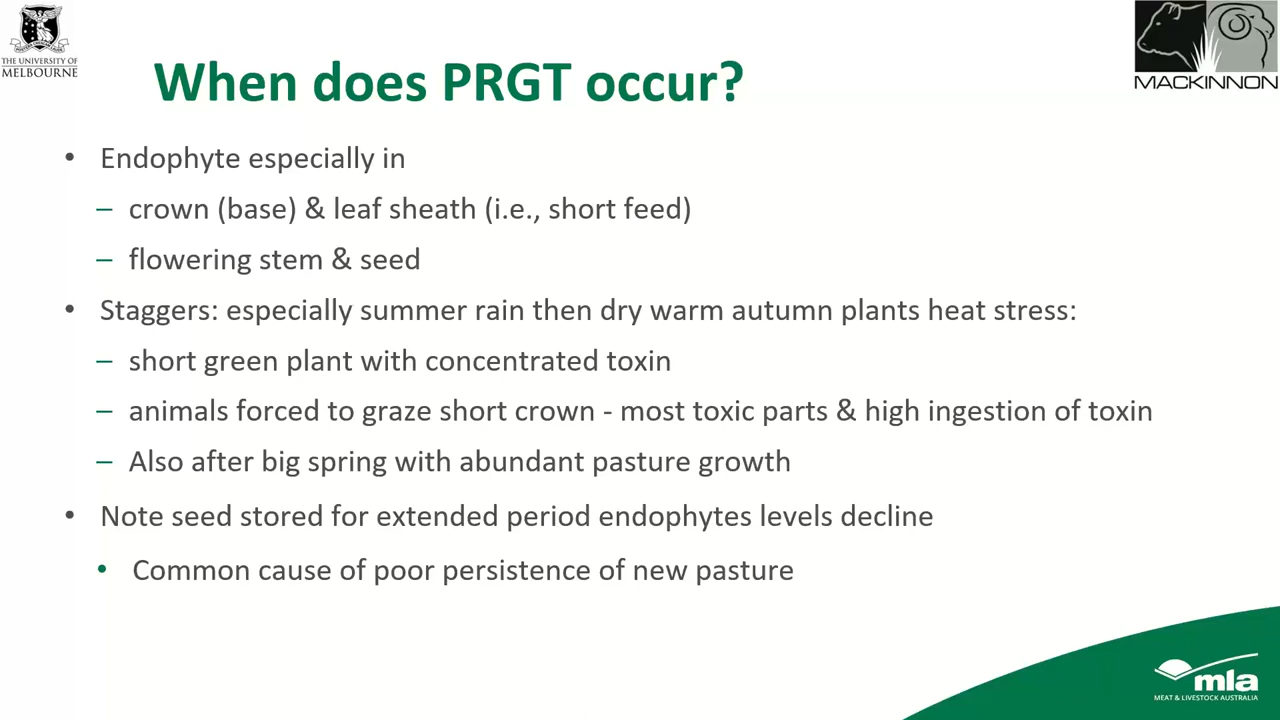 THE UNIVERSITY OF
MELBOURNE
MACKINNON
When does PRGT occur?
• Endophyte especially in
– crown (base) & leaf sheath (i.e., short feed)
– flowering stem & seed
• Staggers: especially summer rain then dry warm autumn plants heat stress:
– short green plant with concentrated toxin
– animals forced to graze short crown - most toxic parts & high ingestion of toxin
– Also after big spring with abundant pasture growth
• Note seed stored for extended period endophytes levels decline
• Common cause of poor persistence of new pasture
mla
MEAT & LIVESTOCK AUSTRALIA